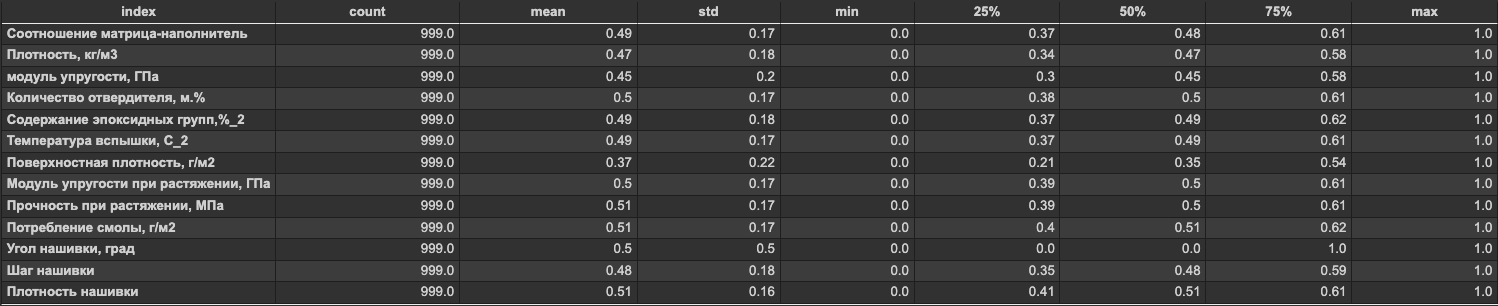 index count mean std min 25% 50% 75% max
Соотношение матрица-наполнитель 999.0 0.49 0.17 0.0 0.37 0.48 0.61 1.0
Плотность, кг/м3 999.0 0.47 0.18 0.0 0.34 0.47 0.58 1.0
модуль упругости, ГПа 999.0 0.45 0.2 0.0 0.3 0.45 0.58 1.0
Количество отвердителя, м.% 999.0 0.5 0.17 0.0 0.38 0.5 0.61 1.0
Содержание эпоксидных групп,%_2 999.0 0.49 0.18 0.0 0.37 0.49 0.62 1.0
Температура вспышки, С_2 999.0 0.49 0.17 0.0 0.37 0.49 0.61 1.0
Поверхностная плотность, г/м2 999.0 0.37 0.22 0.0 0.21 0.35 0.54 1.0
Модуль упругости при растяжении, ГПа 999.0 0.5 0.17 0.0 0.39 0.5 0.61 1.0
Прочность при растяжении, МПа 999.0 0.51 0.17 0.0 0.39 0.5 0.61 1.0
Потребление смолы, г/м2 999.0 0.51 0.17 0.0 0.4 0.51 0.62 1.0
Угол нашивки, град 999.0 0.5 0.5 0.0 0.0 0.0 1.0 1.0
Шаг нашивки 999.0 0.48 0.18 0.0 0.35 0.48 0.59 1.0
Плотность нашивки 999.0 0.51 0.16 0.0 0.41 0.51 0.61 1.0